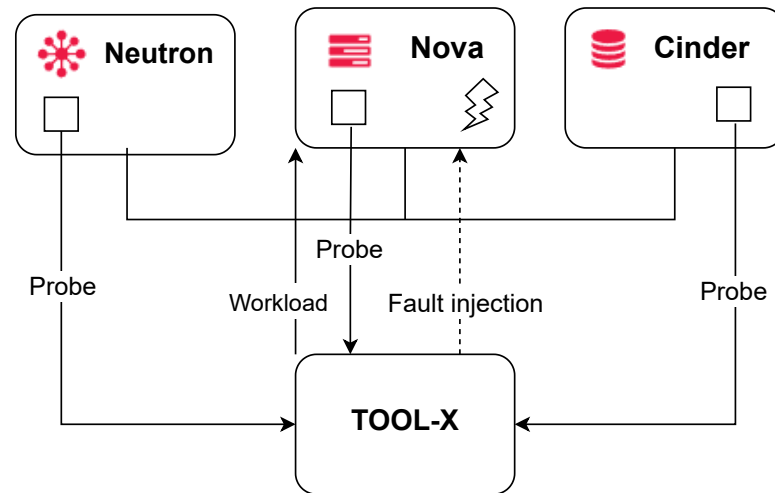 Neutron
Nova
Cinder
Probe
Probe
Probe
Workload
Fault injection
TOOL-X